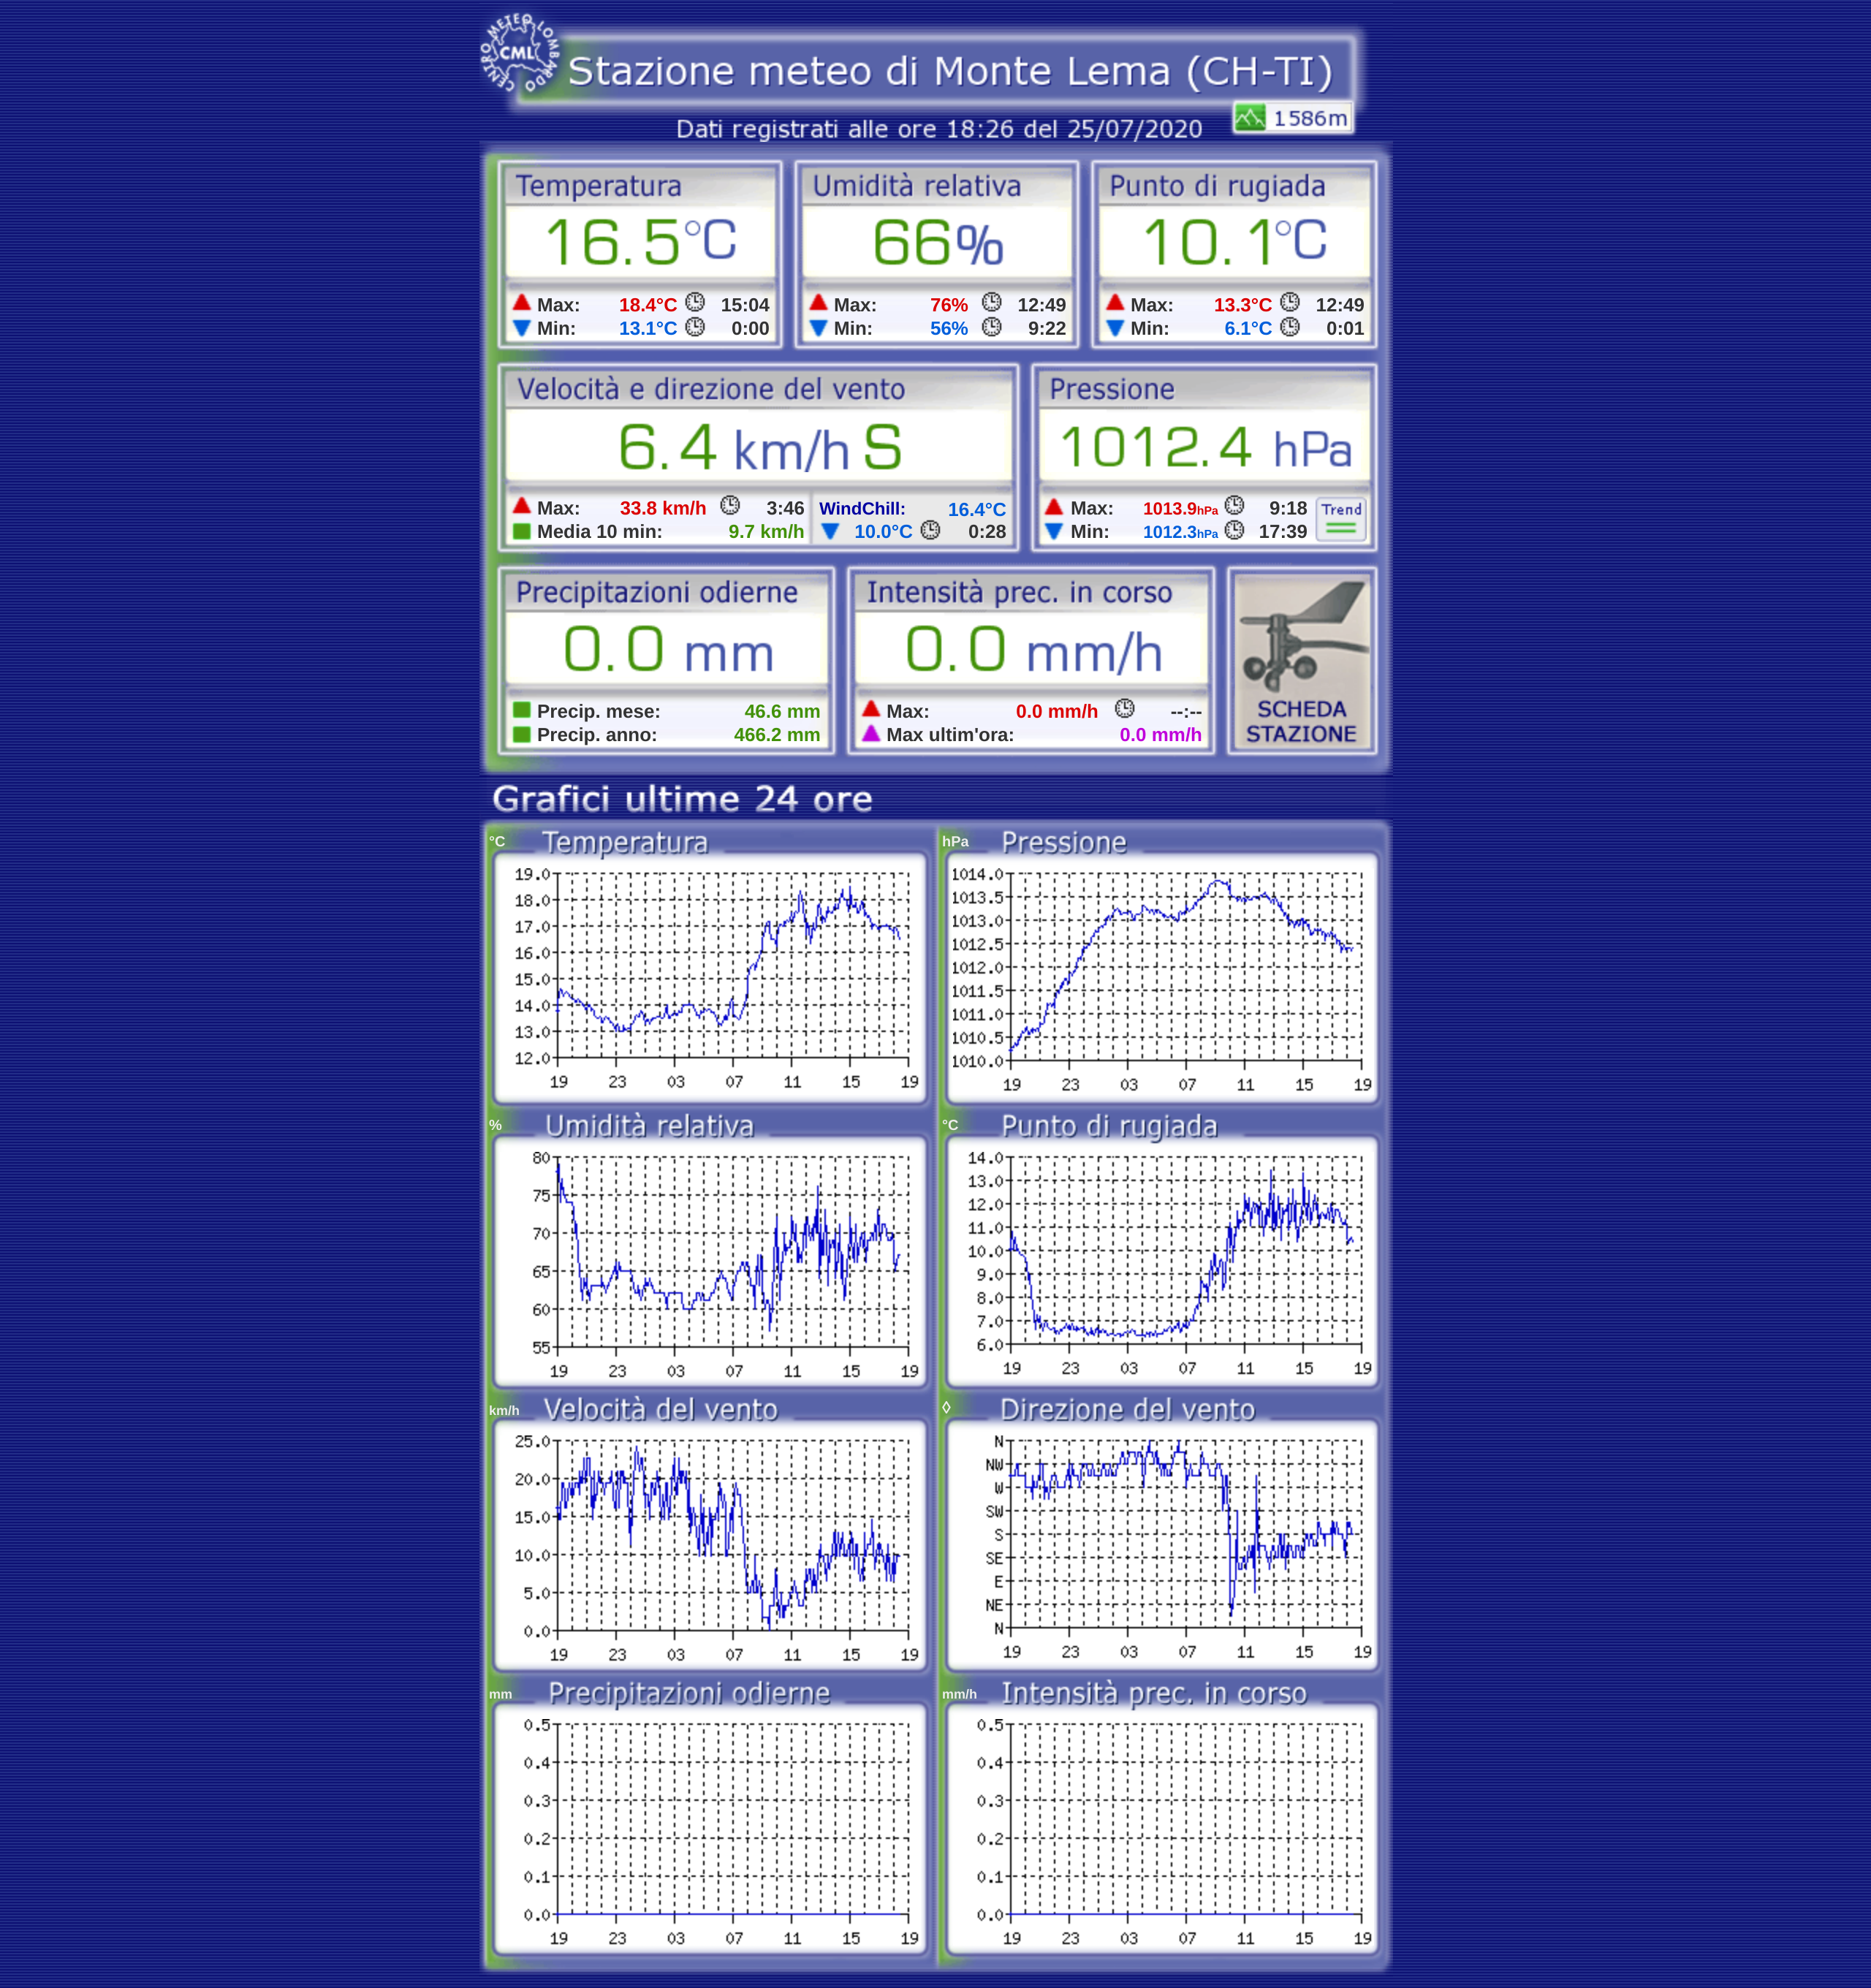 CENTRO METEO LOMBARDO
CML
Stazione meteo di Monte Lema (CH-TI)
1586m
Dati registrati alle ore 18:26 del 25/07/2020
Temperatura Umidità relativa Punto di rugiada
16.5°C 66% 10.1°C
Max: 18.4°C 15:04 Max: 76% 12:49 Max: 13.3°C 12:49
Min: 13.1°C 0:00 Min: 56% 9:22 Min: 6.1°C 0:01
Velocità e direzione del vento Pressione
6.4 km/h S 1012.4 hPa
Max: 33.8 km/h 3:46 WindChill: 16.4°C Max: 1013.9hPa 9:18 Trend
Media 10 min: 9.7 km/h 10.0°C 0:28 Min: 1012.3hPa 17:39
Precipitazioni odierne Intensità prec. in corso
0.0 mm 0.0 mm/h
Precip. mese: 46.6 mm Max: 0.0 mm/h --:-- SCHEDA
Precip. anno: 466.2 mm Max ultim'ora: 0.0 mm/h STAZIONE
Grafici ultime 24 ore
°C Temperatura
19.0
18.0
17.0
16.0
15.0
14.0
13.0
12.0
19 23 03 07 11 15 19
hPa Pressione
1014.0
1013.5
1013.0
1012.5
1012.0
1011.5
1011.0
1010.5
1010.0
19 23 03 07 11 15 19
% Umidità relativa
80
75
70
65
60
55
19 23 03 07 11 15 19
°C Punto di rugiada
14.0
13.0
12.0
11.0
10.0
9.0
8.0
7.0
6.0
19 23 03 07 11 15 19
km/h Velocità del vento
25.0
20.0
15.0
10.0
5.0
0.0
19 23 03 07 11 15 19
◊ Direzione del vento
N
NW
W
SW
S
SE
E
NE
N
19 23 03 07 11 15 19
mm Precipitazioni odierne
0.5
0.4
0.3
0.2
0.1
0.0
19 23 03 07 11 15 19
mm/h Intensità prec. in corso
0.5
0.4
0.3
0.2
0.1
0.0
19 23 03 07 11 15 19